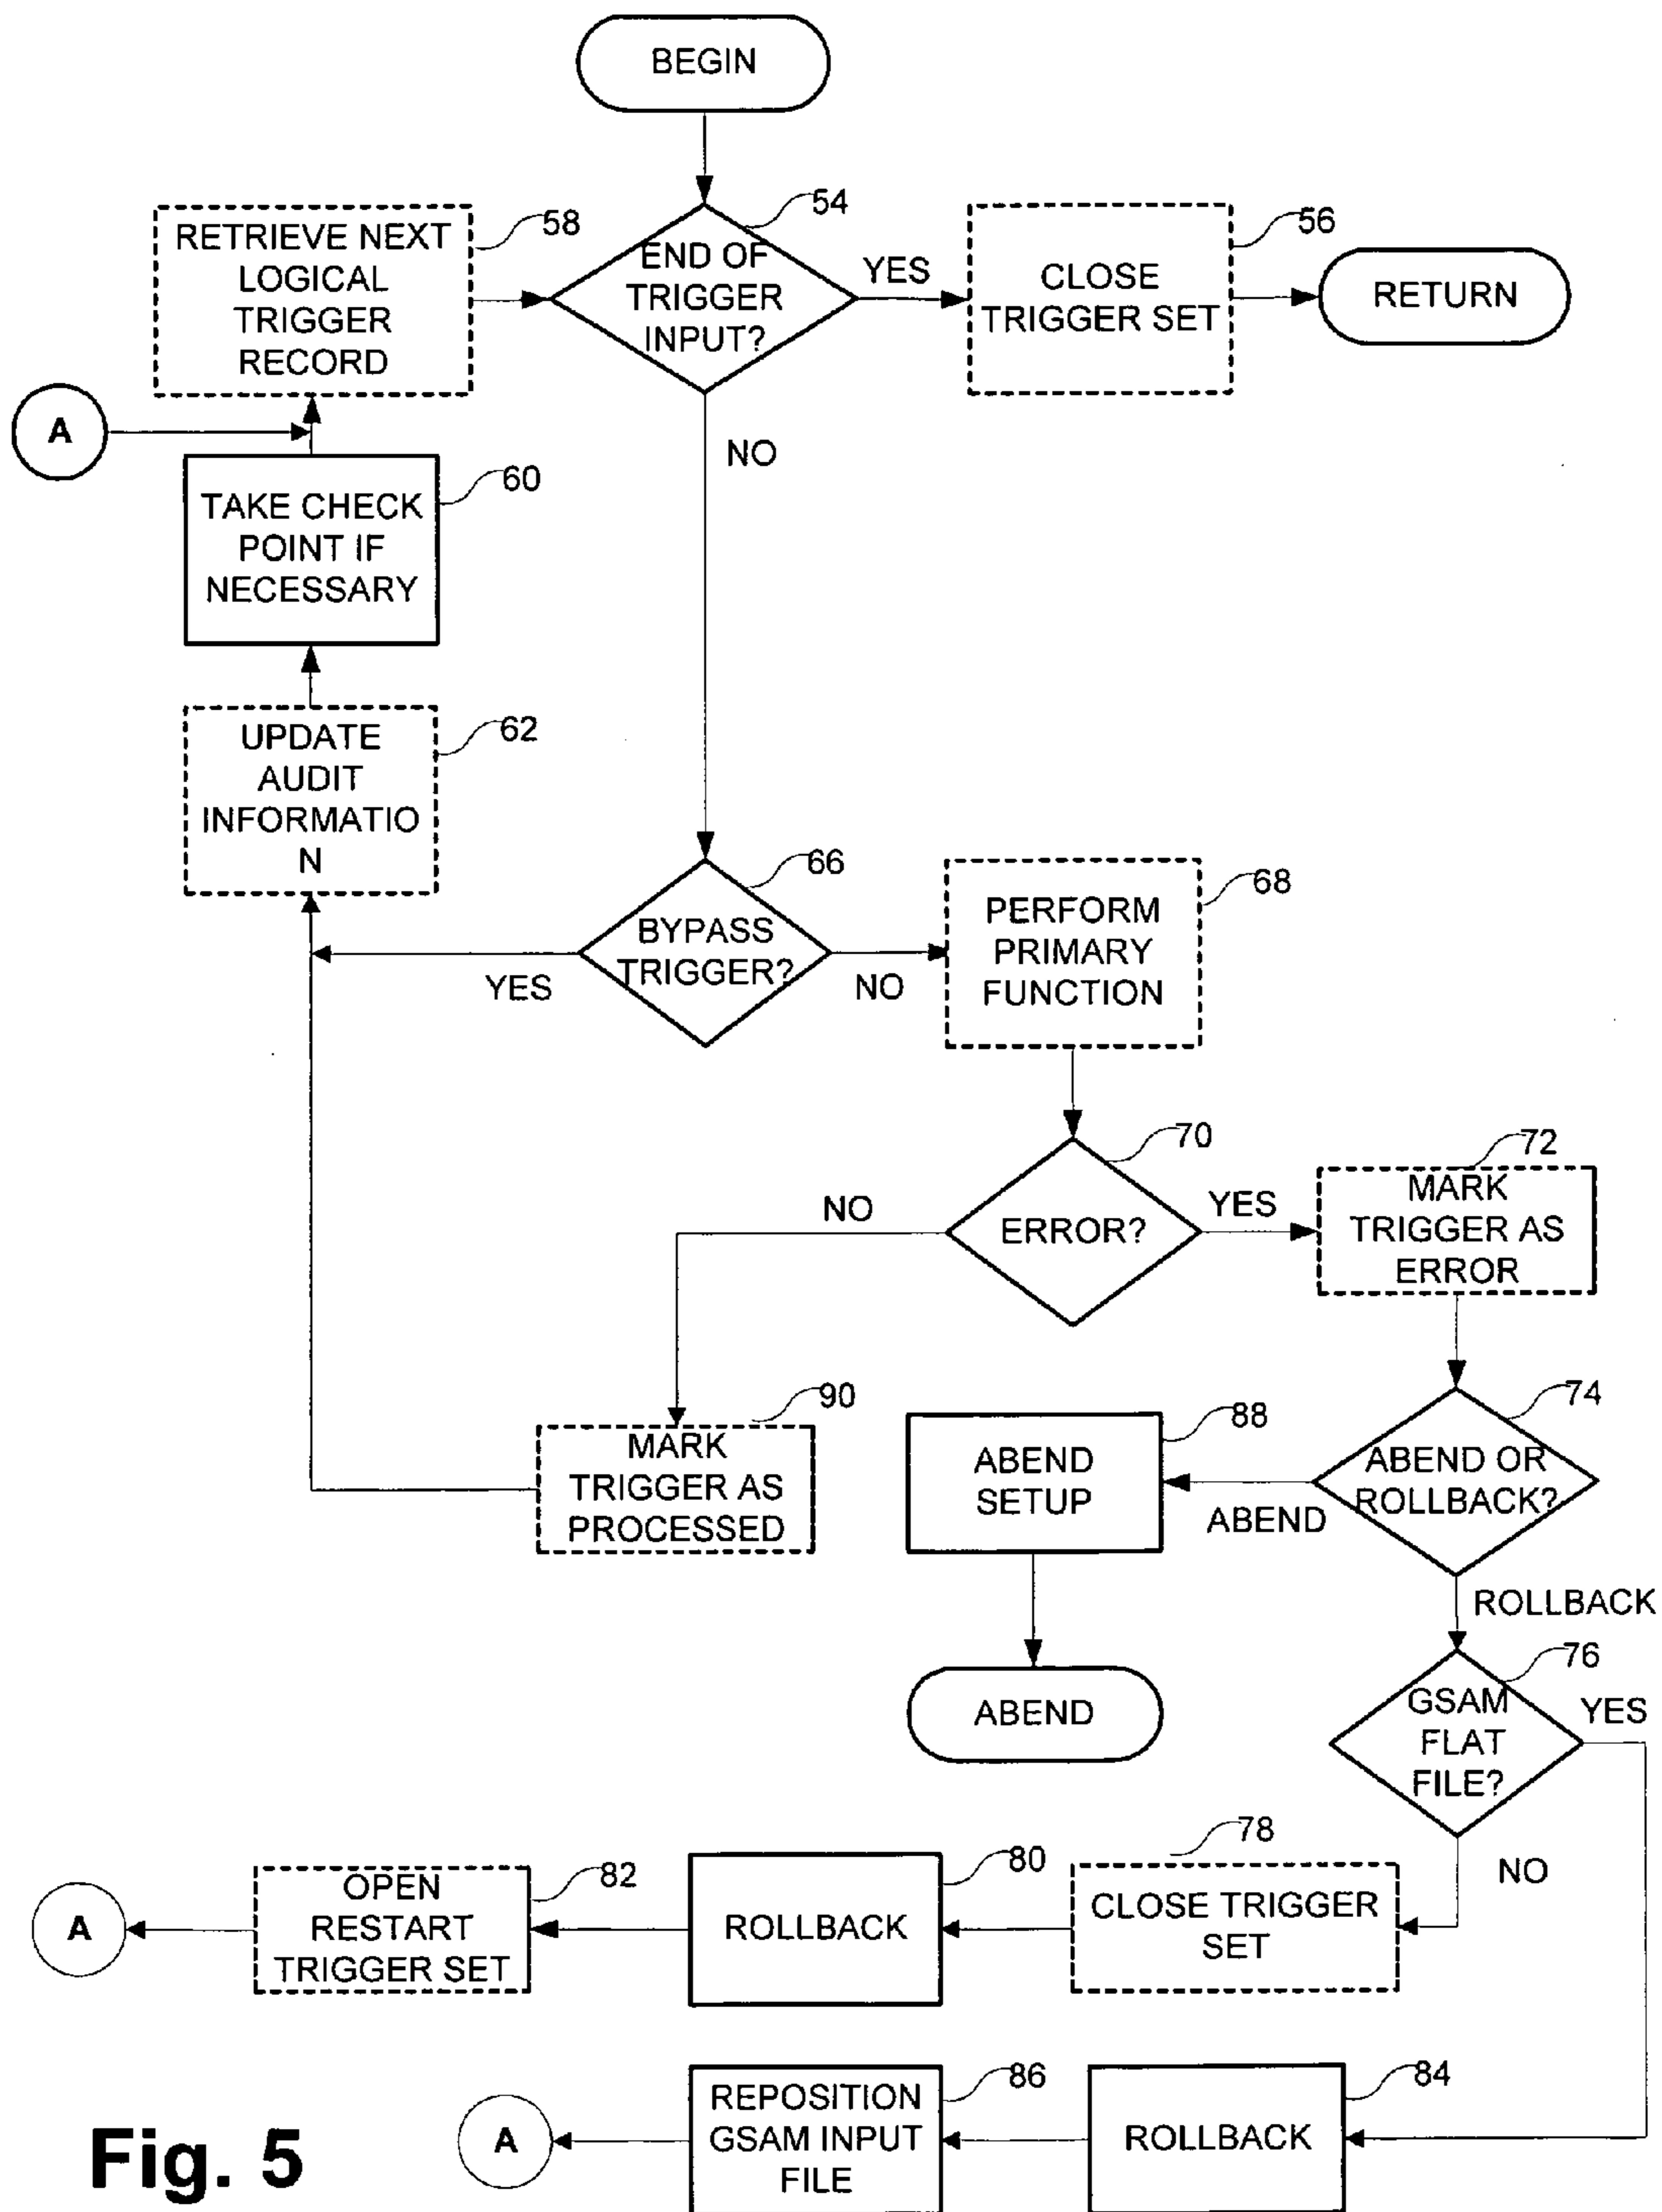 BEGIN
54
58
56
RETRIEVE NEXT
LOGICAL
TRIGGER
RECORD
END OF
TRIGGER
INPUT?
YES
CLOSE
TRIGGER SET
RETURN
A
NO
60
TAKE CHECK
POINT IF
NECESSARY
62
UPDATE
AUDIT
INFORMATIO
N
66
68
BYPASS
TRIGGER?
YES
NO
PERFORM
PRIMARY
FUNCTION
70
72
NO
ERROR?
YES
MARK
TRIGGER AS
ERROR
90
88
74
MARK
TRIGGER AS
PROCESSED
ABEND
SETUP
ABEND
ABEND OR
ROLLBACK?
ROLLBACK
76
ABEND
GSAM
FLAT
FILE?
YES
NO
78
80
82
A
OPEN
RESTART
TRIGGER SET
ROLLBACK
CLOSE TRIGGER
SET
86
84
A
REPOSITION
GSAM INPUT
FILE
ROLLBACK
Fig. 5